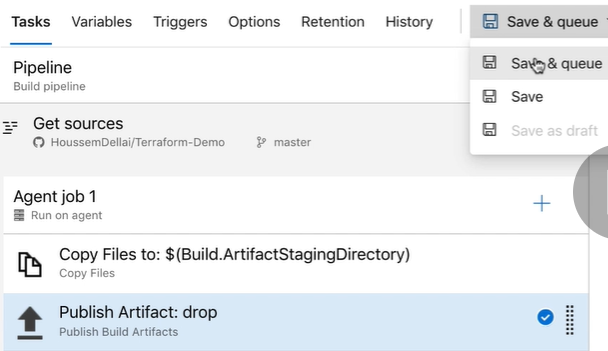 Tasks Variables Triggers Options Retention History Save & queue
Save & queue
Pipeline
Build pipeline
Save
Get sources
Save as draft
HoussemDellai/Terraform-Demo master
Agent job 1
Run on agent
Copy Files to: $(Build.ArtifactStagingDirectory)
Copy Files
Publish Artifact: drop
Publish Build Artifacts